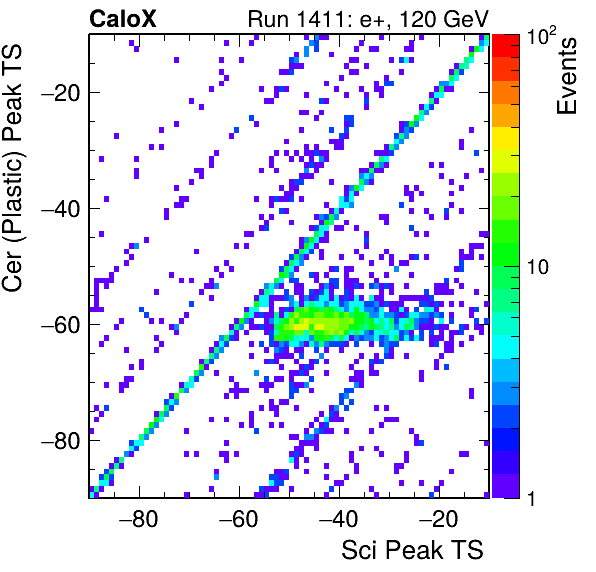 CaloX Run 1411: e+, 120 GeV
Cer (Plastic) Peak TS
−20
−40
−60
−80
−80 −60 −40 −20
Sci Peak TS
10²
10
1
Events